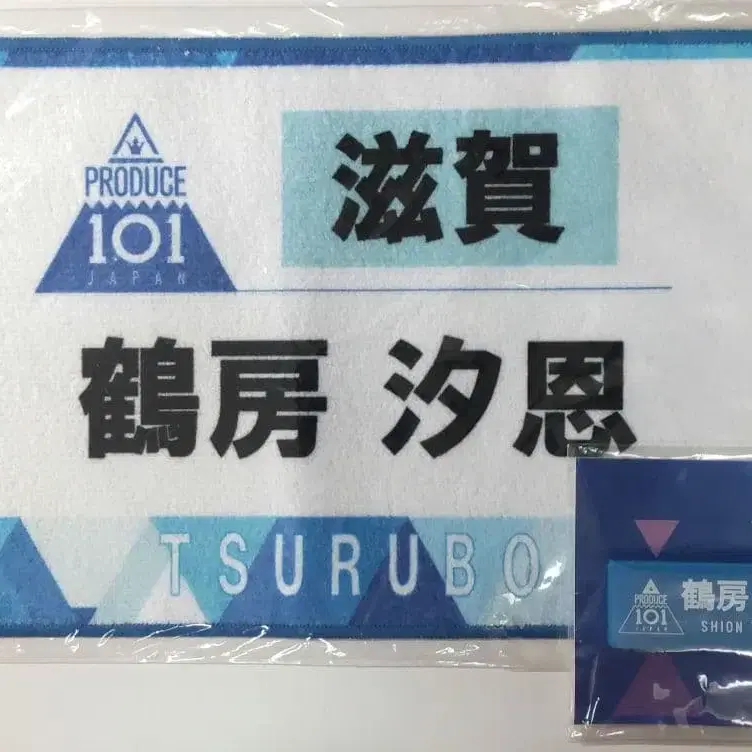 PRODUCE
101
JAPAN
滋賀
鶴房 汐恩
TSURUBO
PRODUCE
101
JAPAN
鶴房
SHION